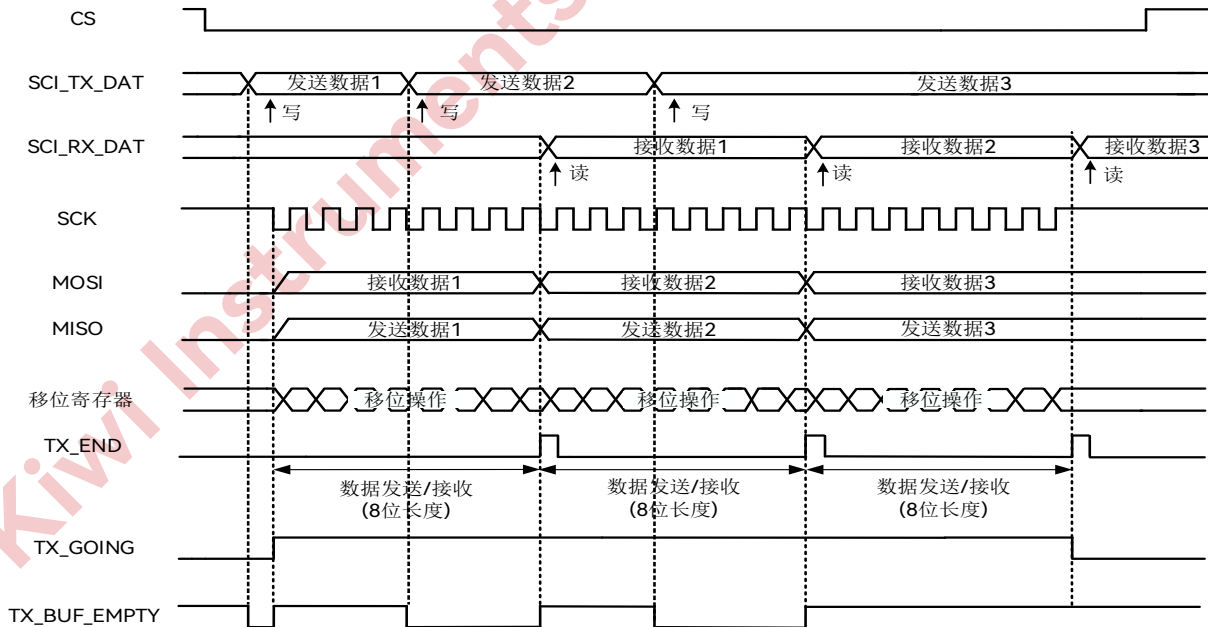 CS
SCI_TX_DAT 发送数据1 发送数据2 发送数据3
写 写 写
SCI_RX_DAT 接收数据1 接收数据2 接收数据3
读 读 读
SCK
MOSI 接收数据1 接收数据2 接收数据3
MISO 发送数据1 发送数据2 发送数据3
移位寄存器 移位操作 移位操作 移位操作
TX_END
数据发送/接收 数据发送/接收 数据发送/接收
(8位长度) (8位长度) (8位长度)
TX_GOING
TX_BUF_EMPTY
Kiwi Instruments